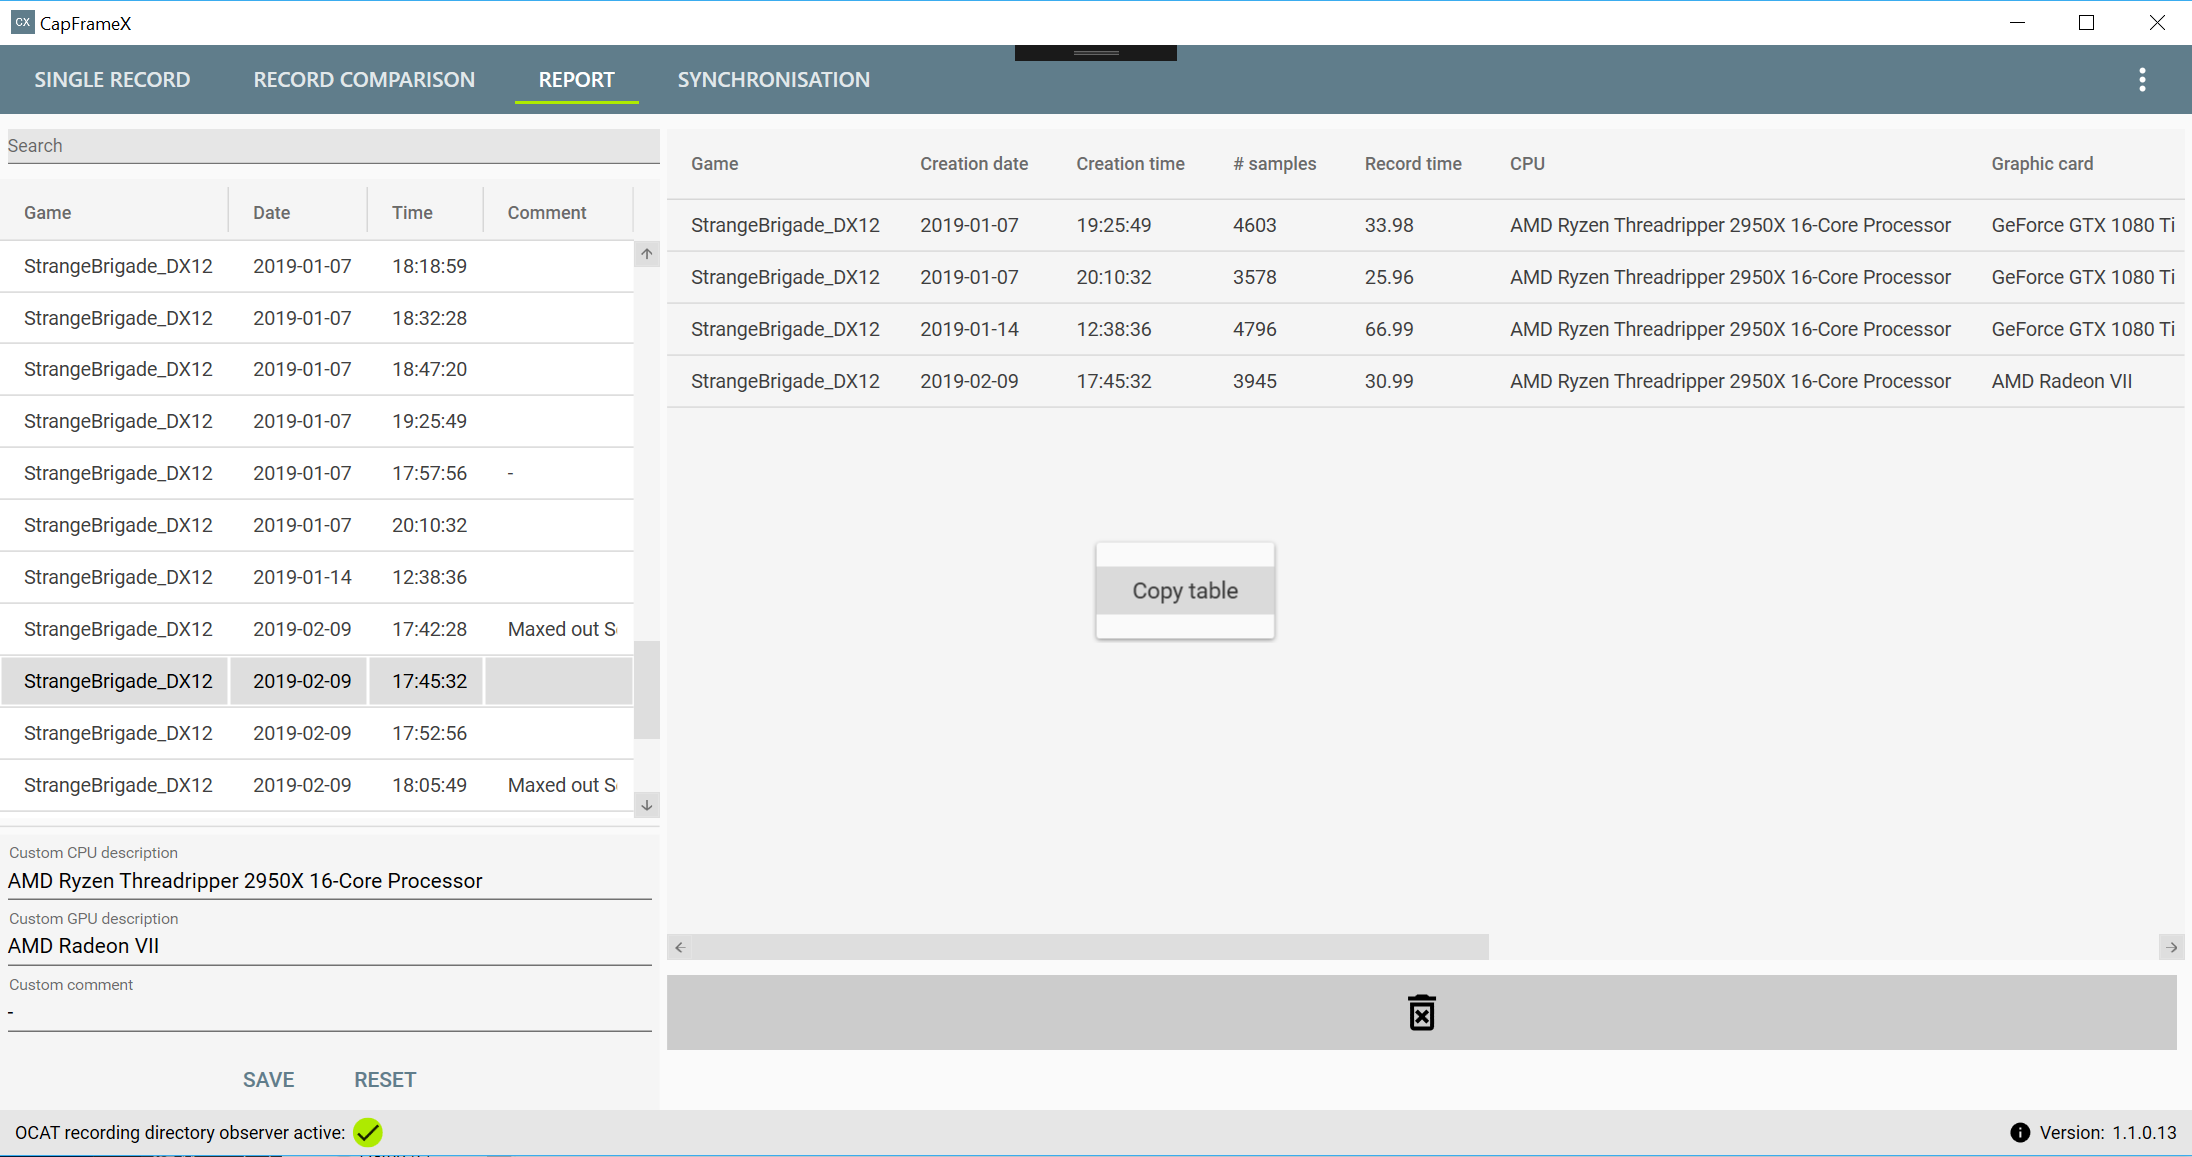 CX CapFrameX
SINGLE RECORD RECORD COMPARISON REPORT SYNCHRONISATION
Search
Game Date Time Comment
StrangeBrigade_DX12 2019-01-07 18:18:59
StrangeBrigade_DX12 2019-01-07 18:32:28
StrangeBrigade_DX12 2019-01-07 18:47:20
StrangeBrigade_DX12 2019-01-07 19:25:49
StrangeBrigade_DX12 2019-01-07 17:57:56 -
StrangeBrigade_DX12 2019-01-07 20:10:32
StrangeBrigade_DX12 2019-01-14 12:38:36
StrangeBrigade_DX12 2019-02-09 17:42:28 Maxed out
StrangeBrigade_DX12 2019-02-09 17:45:32
StrangeBrigade_DX12 2019-02-09 17:52:56
StrangeBrigade_DX12 2019-02-09 18:05:49 Maxed out
Custom CPU description
AMD Ryzen Threadripper 2950X 16-Core Processor
Custom GPU description
AMD Radeon VII
Custom comment
-
SAVE RESET
Game Creation date Creation time # samples Record time CPU Graphic card
StrangeBrigade_DX12 2019-01-07 19:25:49 4603 33.98 AMD Ryzen Threadripper 2950X 16-Core Processor GeForce GTX 1080 Ti
StrangeBrigade_DX12 2019-01-07 20:10:32 3578 25.96 AMD Ryzen Threadripper 2950X 16-Core Processor GeForce GTX 1080 Ti
StrangeBrigade_DX12 2019-01-14 12:38:36 4796 66.99 AMD Ryzen Threadripper 2950X 16-Core Processor GeForce GTX 1080 Ti
StrangeBrigade_DX12 2019-02-09 17:45:32 3945 30.99 AMD Ryzen Threadripper 2950X 16-Core Processor AMD Radeon VII
Copy table
OCAT recording directory observer active:
Version: 1.1.0.13